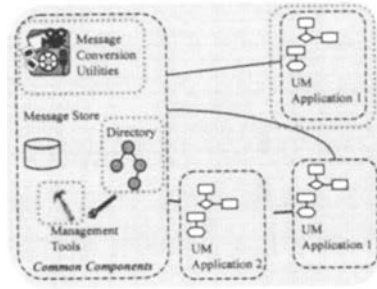 Message
Conversion
Utilities
Message Store
Directory
Management
Tools
Common Components
UM
Application 1
UM
Application 2
UM
Application 1